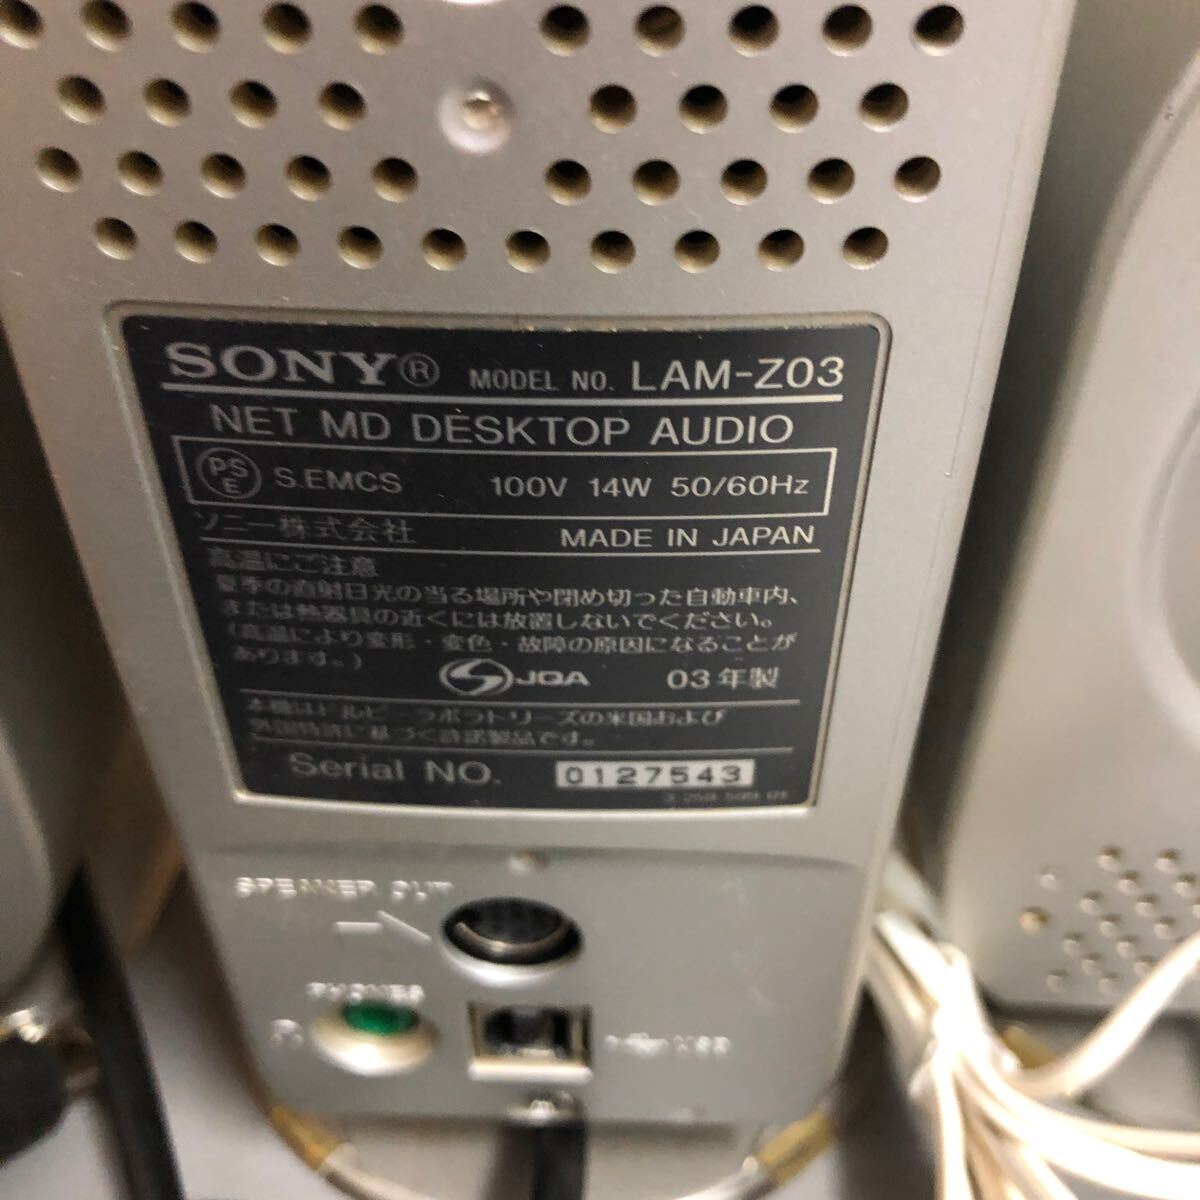 SONY® MODEL NO. LAM-Z03
NET MD DESKTOP AUDIO
PSE S.EMCS 100V 14W 50/60Hz
ソニー株式会社 MADE IN JAPAN
高温にご注意
夏季の直射日光の当る場所や閉め切った自動車内、
または熱器具の近くには放置しないでください。
(高温により変形・変色・故障の原因になることが
あります。)
JQA 03年製
本機はドルビーラボラトリーズの米国および
外国特許に基づく許諾製品です。
Serial NO. 0127543
SPEAKER OUT
PHONES